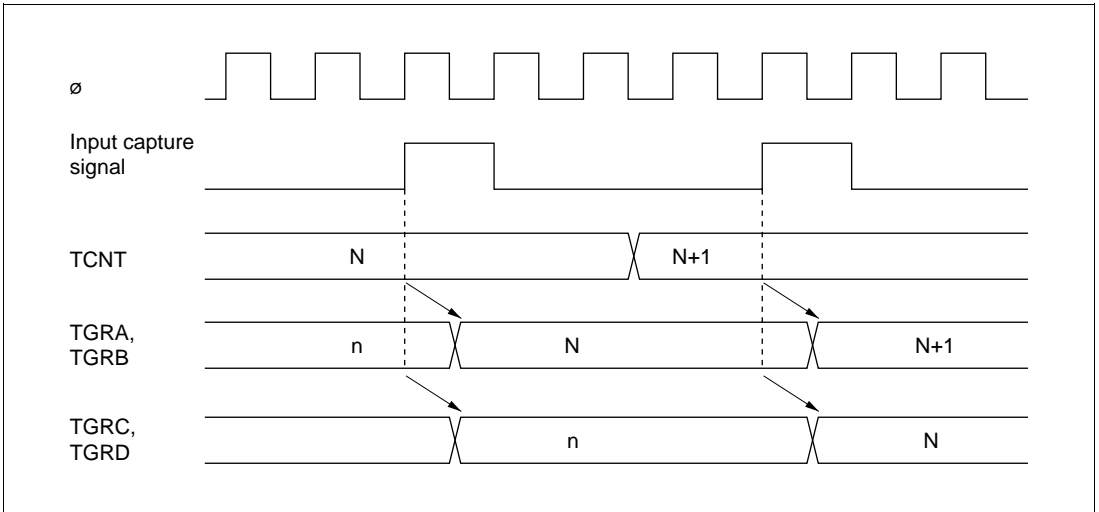 ø
Input capture
signal
TCNT
N
N+1
TGRA,
TGRB
n
N
N+1
TGRC,
TGRD
n
N